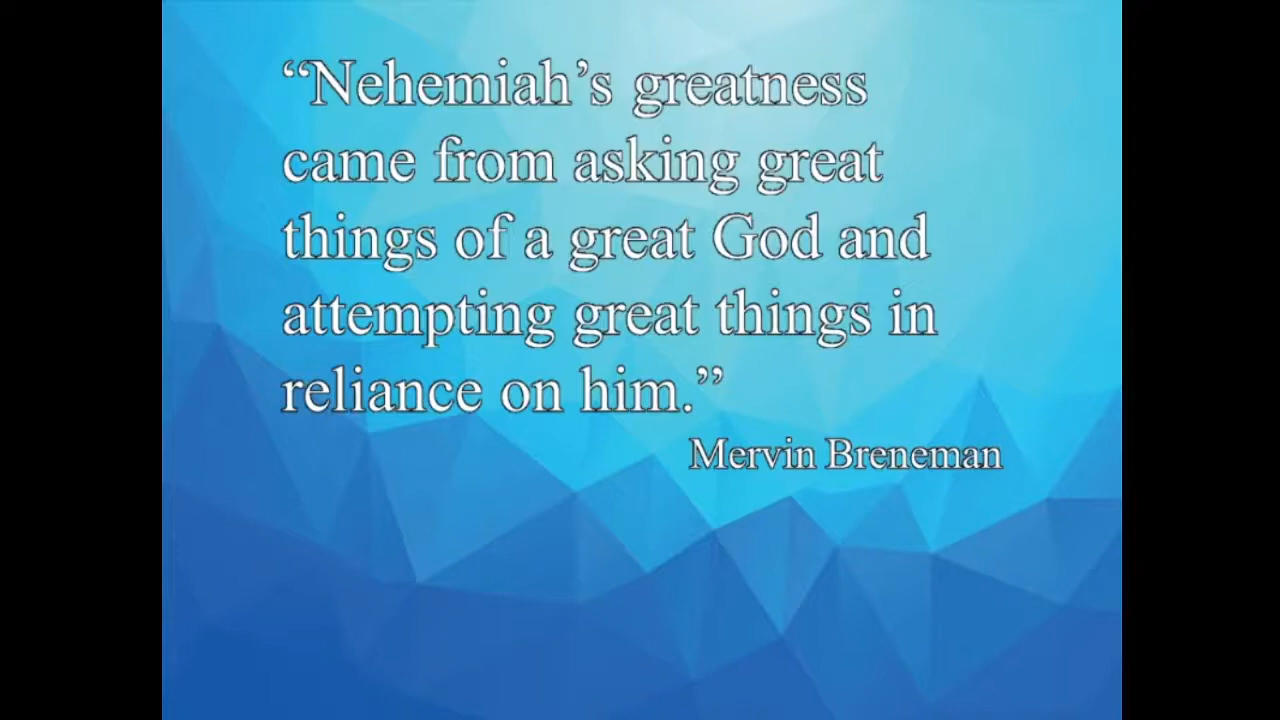 “Nehemiah’s greatness
came from asking great
things of a great God and
attempting great things in
reliance on him.”
Mervin Breneman